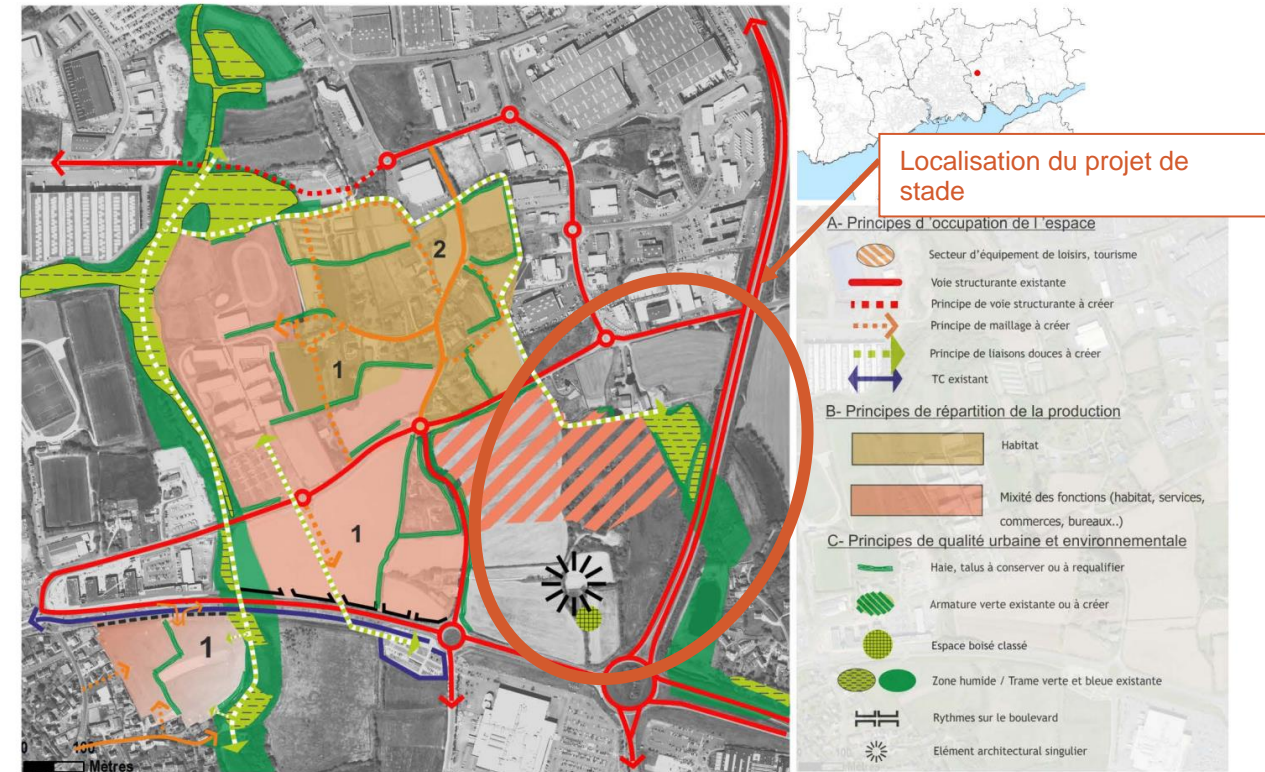 Localisation du projet de
stade
A- Principes d 'occupation de l 'espace
Secteur d'équipement de loisirs, tourisme
Voie structurante existante
Principe de voie structurante à créer
Principe de maillage à créer
Principe de liaisons douces à créer
TC existant
B- Principes de répartition de la production
Habitat
Mixité des fonctions (habitat, services,
commerces, bureaux..)
C- Principes de qualité urbaine et environnementale
Haie, talus à conserver ou à requalifier
Armature verte existante ou à créer
Espace boisé classé
Zone humide / Trame verte et bleue existante
Rythmes sur le boulevard
Elément architectural singulier
2
1
1
1
0 100
Mètres